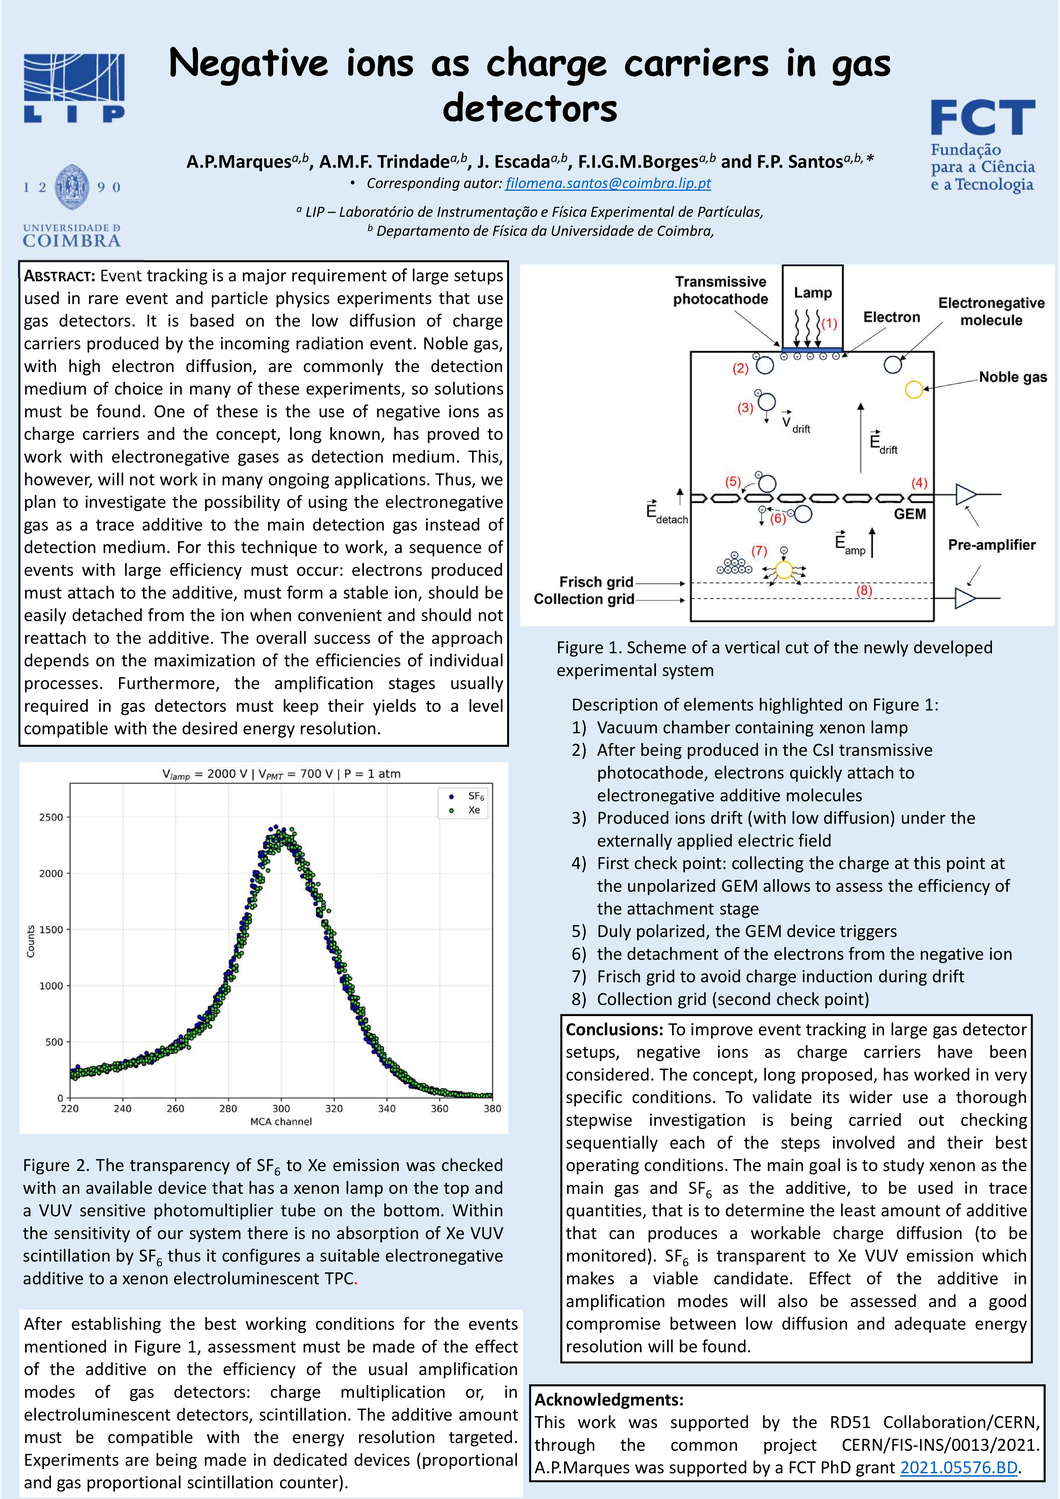 Negative ions as charge carriers in gas
detectors
LIP
1290
UNIVERSIDADE D
COIMBRA
FCT
Fundação
para a Ciência
e a Tecnologia
A.P.Marques^a,b, A.M.F. Trindade^a,b, J. Escada^a,b, F.I.G.M.Borges^a,b and F.P. Santos^a,b,*
• Corresponding autor: filomena.santos@coimbra.lip.pt
^a LIP – Laboratório de Instrumentação e Física Experimental de Partículas,
^b Departamento de Física da Universidade de Coimbra,
ABSTRACT: Event tracking is a major requirement of large setups
used in rare event and particle physics experiments that use
gas detectors. It is based on the low diffusion of charge
carriers produced by the incoming radiation event. Noble gas,
with high electron diffusion, are commonly the detection
medium of choice in many of these experiments, so solutions
must be found. One of these is the use of negative ions as
charge carriers and the concept, long known, has proved to
work with electronegative gases as detection medium. This,
however, will not work in many ongoing applications. Thus, we
plan to investigate the possibility of using the electronegative
gas as a trace additive to the main detection gas instead of
detection medium. For this technique to work, a sequence of
events with large efficiency must occur: electrons produced
must attach to the additive, must form a stable ion, should be
easily detached from the ion when convenient and should not
reattach to the additive. The overall success of the approach
depends on the maximization of the efficiencies of individual
processes. Furthermore, the amplification stages usually
required in gas detectors must keep their yields to a level
compatible with the desired energy resolution.
Transmissive
photocathode
Lamp
(1)
Electron
Electronegative
molecule
(2)
Noble gas
(3)
v drift
E drift
(5)
(4)
E detach
(6)
GEM
E amp
(7)
Pre-amplifier
Frisch grid
Collection grid
(8)
Figure 1. Scheme of a vertical cut of the newly developed
experimental system
Description of elements highlighted on Figure 1:
1) Vacuum chamber containing xenon lamp
2) After being produced in the CsI transmissive
photocathode, electrons quickly attach to
electronegative additive molecules
3) Produced ions drift (with low diffusion) under the
externally applied electric field
4) First check point: collecting the charge at this point at
the unpolarized GEM allows to assess the efficiency of
the attachment stage
5) Duly polarized, the GEM device triggers
6) the detachment of the electrons from the negative ion
7) Frisch grid to avoid charge induction during drift
8) Collection grid (second check point)
V_lamp = 2000 V | V_PMT = 700 V | P = 1 atm
SF₆
Xe
2500
2000
1500
1000
500
0
Counts
220 240 260 280 300 320 340 360 380
MCA channel
Figure 2. The transparency of SF₆ to Xe emission was checked
with an available device that has a xenon lamp on the top and
a VUV sensitive photomultiplier tube on the bottom. Within
the sensitivity of our system there is no absorption of Xe VUV
scintillation by SF₆ thus it configures a suitable electronegative
additive to a xenon electroluminescent TPC.
After establishing the best working conditions for the events
mentioned in Figure 1, assessment must be made of the effect
of the additive on the efficiency of the usual amplification
modes of gas detectors: charge multiplication or, in
electroluminescent detectors, scintillation. The additive amount
must be compatible with the energy resolution targeted.
Experiments are being made in dedicated devices (proportional
and gas proportional scintillation counter).
Conclusions: To improve event tracking in large gas detector
setups, negative ions as charge carriers have been
considered. The concept, long proposed, has worked in very
specific conditions. To validate its wider use a thorough
stepwise investigation is being carried out checking
sequentially each of the steps involved and their best
operating conditions. The main goal is to study xenon as the
main gas and SF₆ as the additive, to be used in trace
quantities, that is to determine the least amount of additive
that can produces a workable charge diffusion (to be
monitored). SF₆ is transparent to Xe VUV emission which
makes a viable candidate. Effect of the additive in
amplification modes will also be assessed and a good
compromise between low diffusion and adequate energy
resolution will be found.
Acknowledgments:
This work was supported by the RD51 Collaboration/CERN,
through the common project CERN/FIS-INS/0013/2021.
A.P.Marques was supported by a FCT PhD grant 2021.05576.BD.